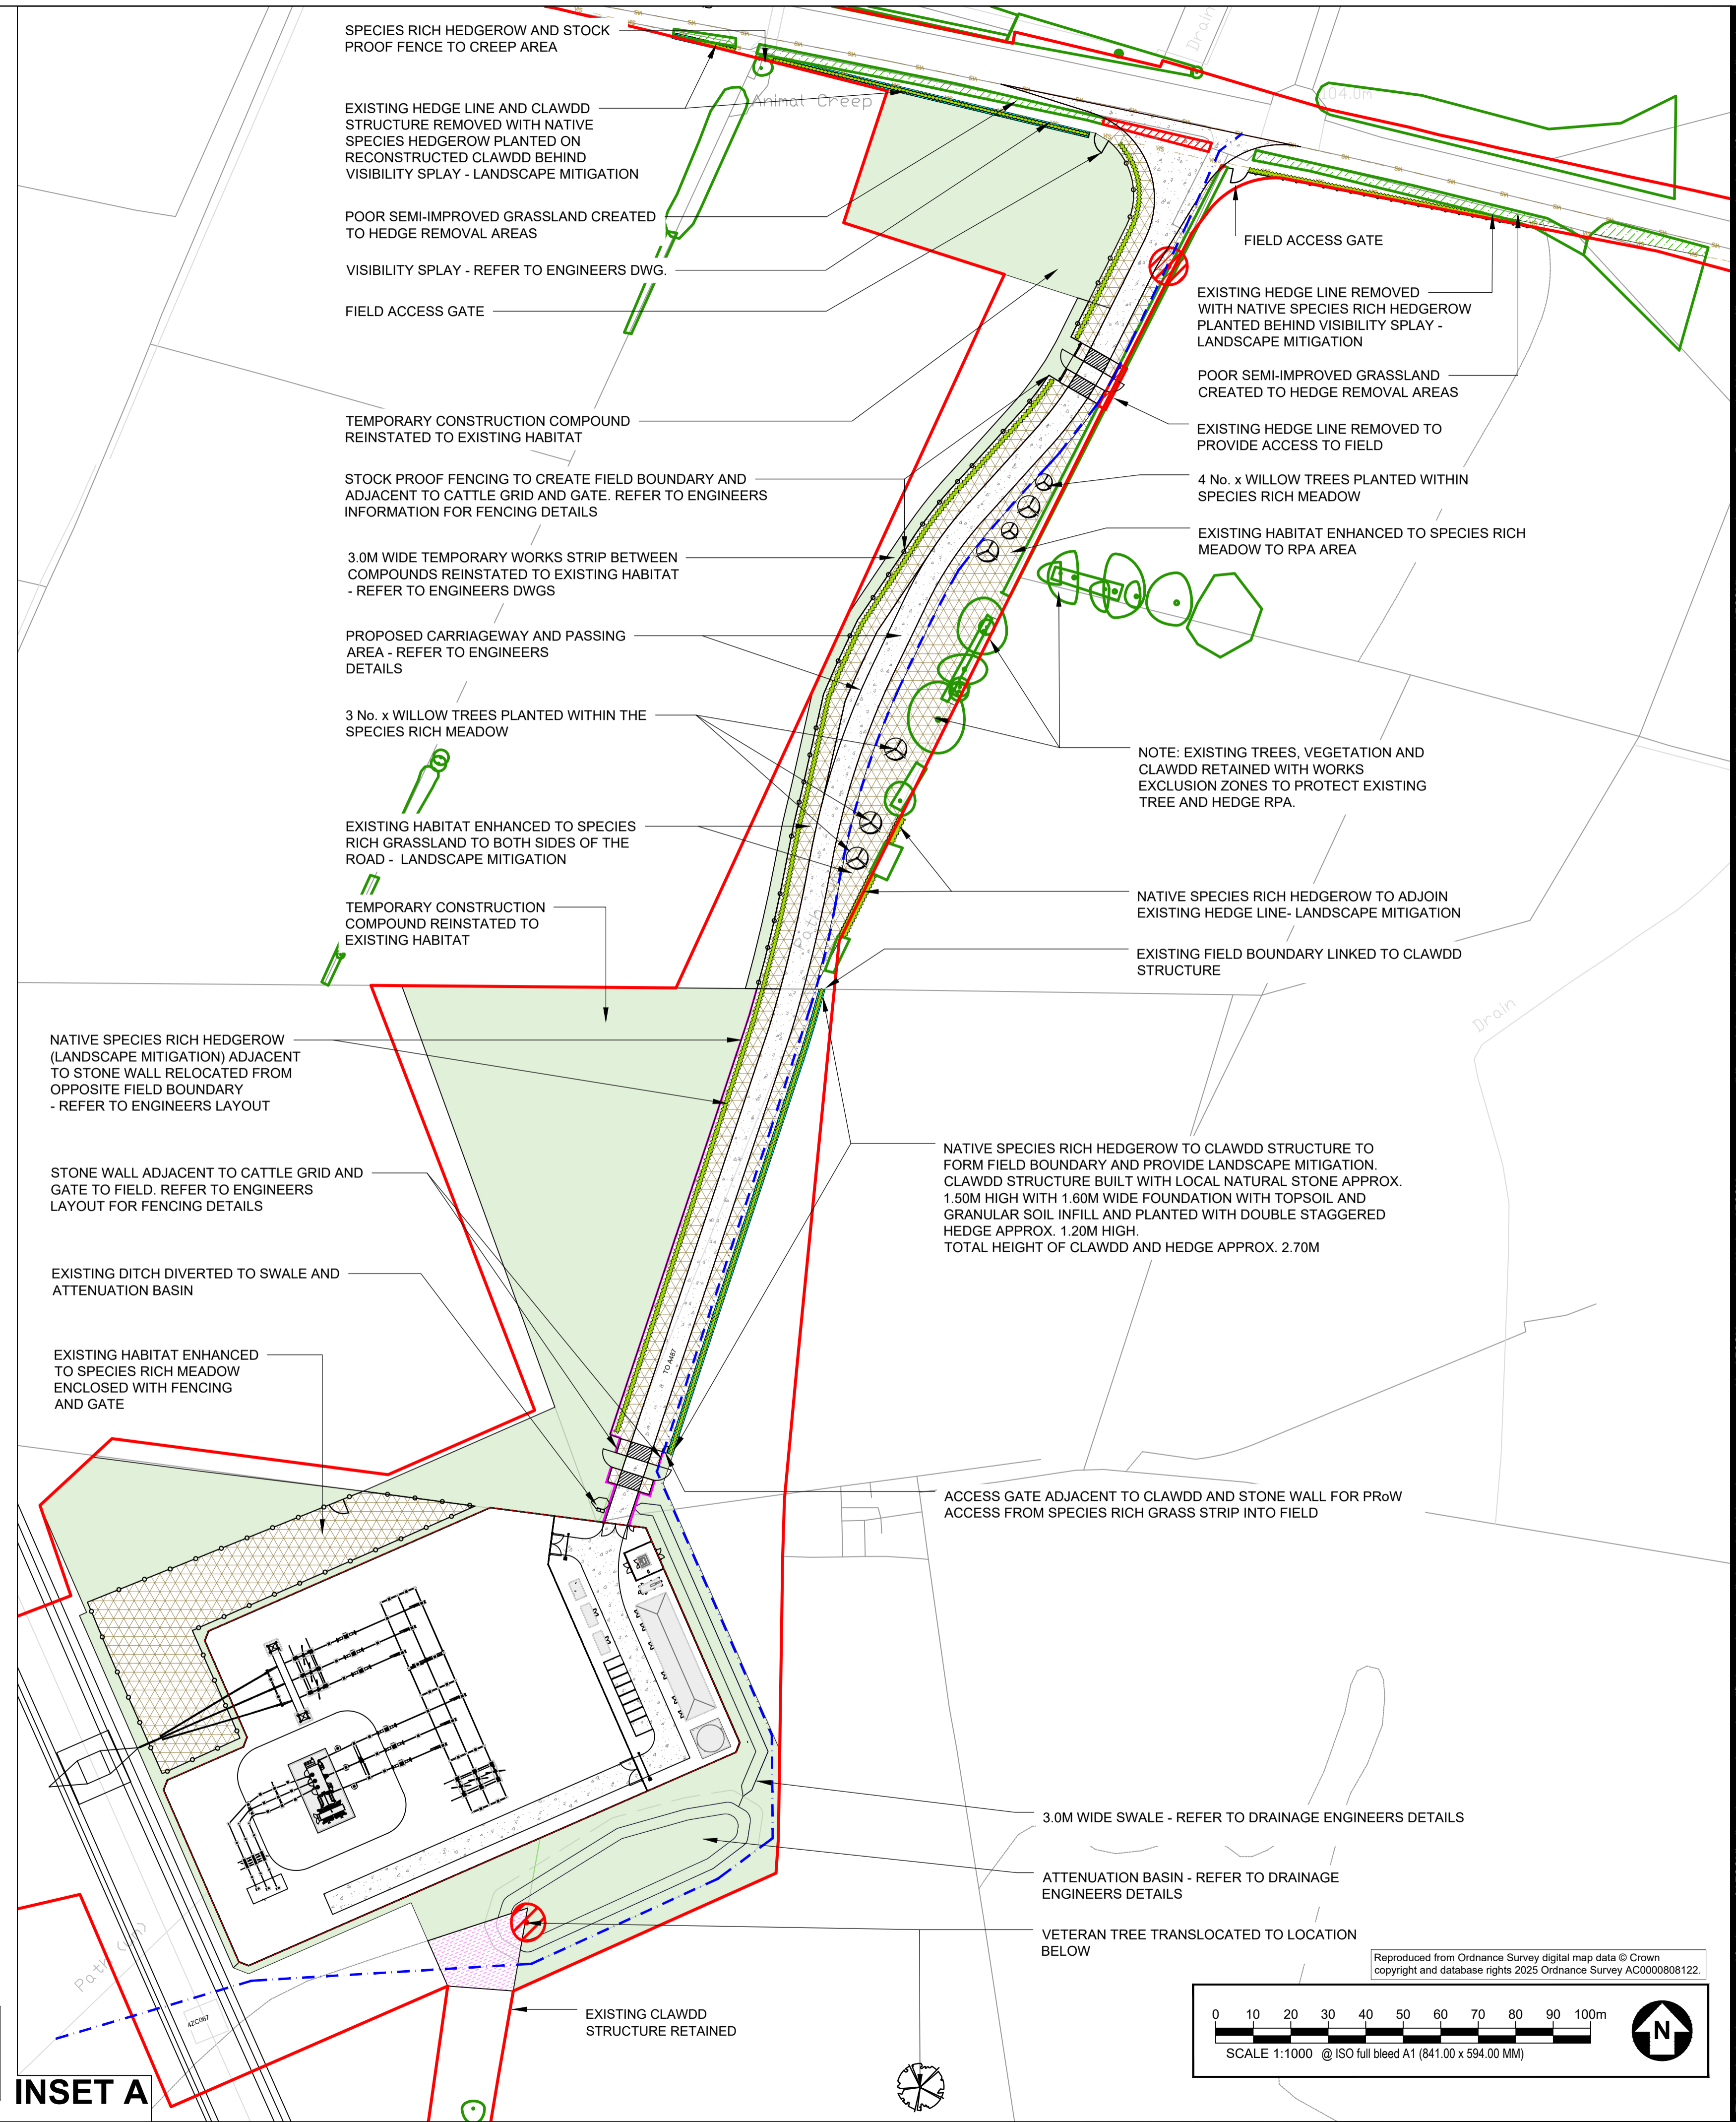 SPECIES RICH HEDGEROW AND STOCK
PROOF FENCE TO CREEP AREA
Drain
Animal Creep
104.0m
EXISTING HEDGE LINE AND CLAWDD
STRUCTURE REMOVED WITH NATIVE
SPECIES HEDGEROW PLANTED ON
RECONSTRUCTED CLAWDD BEHIND
VISIBILITY SPLAY - LANDSCAPE MITIGATION
POOR SEMI-IMPROVED GRASSLAND CREATED
TO HEDGE REMOVAL AREAS
VISIBILITY SPLAY - REFER TO ENGINEERS DWG.
FIELD ACCESS GATE
FIELD ACCESS GATE
EXISTING HEDGE LINE REMOVED
WITH NATIVE SPECIES RICH HEDGEROW
PLANTED BEHIND VISIBILITY SPLAY -
LANDSCAPE MITIGATION
POOR SEMI-IMPROVED GRASSLAND
CREATED TO HEDGE REMOVAL AREAS
TEMPORARY CONSTRUCTION COMPOUND
REINSTATED TO EXISTING HABITAT
EXISTING HEDGE LINE REMOVED TO
PROVIDE ACCESS TO FIELD
STOCK PROOF FENCING TO CREATE FIELD BOUNDARY AND
ADJACENT TO CATTLE GRID AND GATE. REFER TO ENGINEERS
INFORMATION FOR FENCING DETAILS
4 No. x WILLOW TREES PLANTED WITHIN
SPECIES RICH MEADOW
EXISTING HABITAT ENHANCED TO SPECIES RICH
MEADOW TO RPA AREA
3.0M WIDE TEMPORARY WORKS STRIP BETWEEN
COMPOUNDS REINSTATED TO EXISTING HABITAT
- REFER TO ENGINEERS DWGS
PROPOSED CARRIAGEWAY AND PASSING
AREA - REFER TO ENGINEERS
DETAILS
3 No. x WILLOW TREES PLANTED WITHIN THE
SPECIES RICH MEADOW
NOTE: EXISTING TREES, VEGETATION AND
CLAWDD RETAINED WITH WORKS
EXCLUSION ZONES TO PROTECT EXISTING
TREE AND HEDGE RPA.
EXISTING HABITAT ENHANCED TO SPECIES
RICH GRASSLAND TO BOTH SIDES OF THE
ROAD - LANDSCAPE MITIGATION
NATIVE SPECIES RICH HEDGEROW TO ADJOIN
EXISTING HEDGE LINE- LANDSCAPE MITIGATION
TEMPORARY CONSTRUCTION
COMPOUND REINSTATED TO
EXISTING HABITAT
Path
EXISTING FIELD BOUNDARY LINKED TO CLAWDD
STRUCTURE
Drain
NATIVE SPECIES RICH HEDGEROW
(LANDSCAPE MITIGATION) ADJACENT
TO STONE WALL RELOCATED FROM
OPPOSITE FIELD BOUNDARY
- REFER TO ENGINEERS LAYOUT
NATIVE SPECIES RICH HEDGEROW TO CLAWDD STRUCTURE TO
FORM FIELD BOUNDARY AND PROVIDE LANDSCAPE MITIGATION.
CLAWDD STRUCTURE BUILT WITH LOCAL NATURAL STONE APPROX.
1.50M HIGH WITH 1.60M WIDE FOUNDATION WITH TOPSOIL AND
GRANULAR SOIL INFILL AND PLANTED WITH DOUBLE STAGGERED
HEDGE APPROX. 1.20M HIGH.
TOTAL HEIGHT OF CLAWDD AND HEDGE APPROX. 2.70M
STONE WALL ADJACENT TO CATTLE GRID AND
GATE TO FIELD. REFER TO ENGINEERS
LAYOUT FOR FENCING DETAILS
EXISTING DITCH DIVERTED TO SWALE AND
ATTENUATION BASIN
TO A487
EXISTING HABITAT ENHANCED
TO SPECIES RICH MEADOW
ENCLOSED WITH FENCING
AND GATE
ACCESS GATE ADJACENT TO CLAWDD AND STONE WALL FOR PRoW
ACCESS FROM SPECIES RICH GRASS STRIP INTO FIELD
3.0M WIDE SWALE - REFER TO DRAINAGE ENGINEERS DETAILS
ATTENUATION BASIN - REFER TO DRAINAGE
ENGINEERS DETAILS
VETERAN TREE TRANSLOCATED TO LOCATION
BELOW
Path (um)
4ZC067
EXISTING CLAWDD
STRUCTURE RETAINED
Reproduced from Ordnance Survey digital map data © Crown
copyright and database rights 2025 Ordnance Survey AC0000808122.
0 10 20 30 40 50 60 70 80 90 100m
SCALE 1:1000 @ ISO full bleed A1 (841.00 x 594.00 MM)
N
INSET A